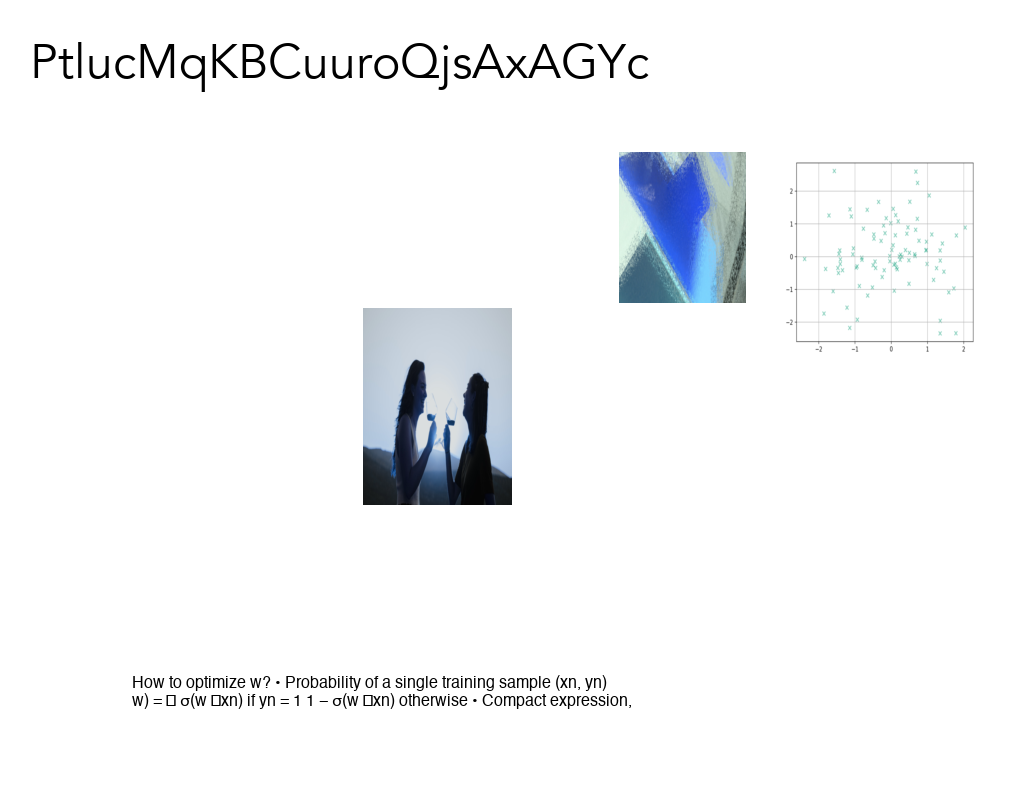 PtlucMqKBCuuroQjsAxAGYc
2
1
0
−1
−2
−2 −1 0 1 2
How to optimize w? • Probability of a single training sample (xn, yn)
w) = □ σ(w □xn) if yn = 1 1 − σ(w □xn) otherwise • Compact expression,